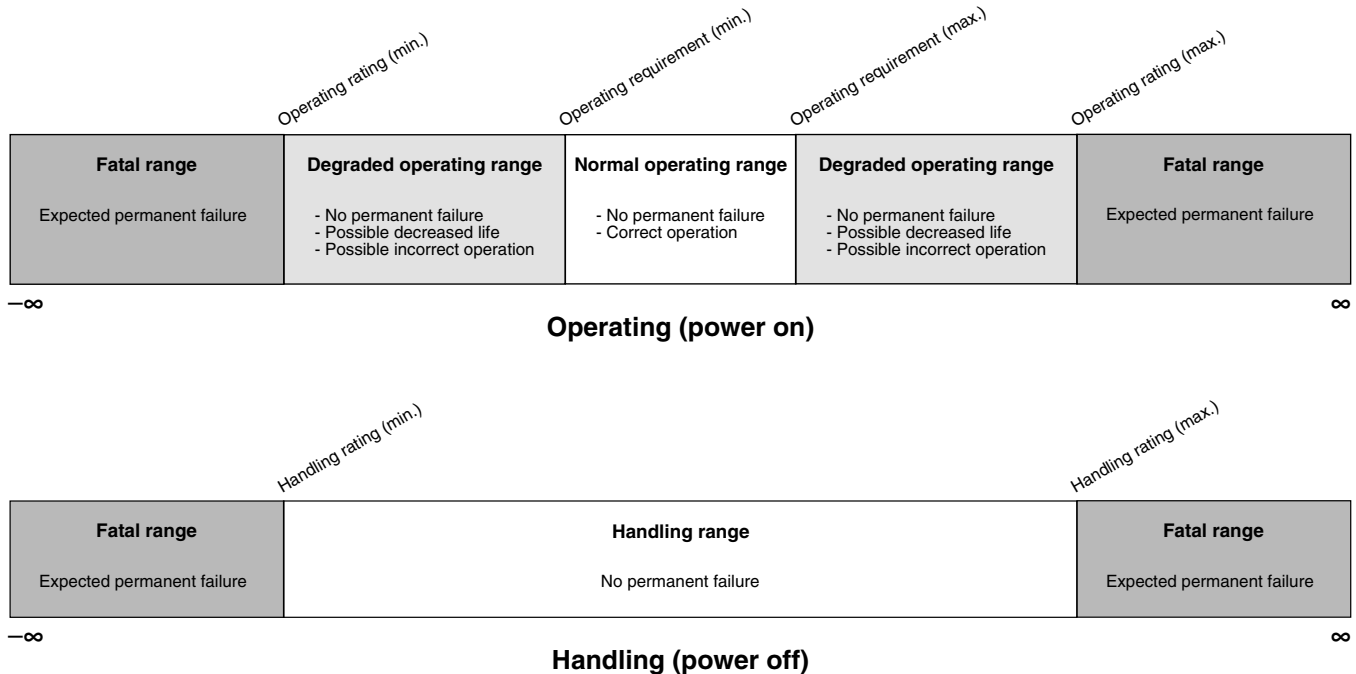 Operating rating (min.)
Operating requirement (min.)
Operating requirement (max.)
Operating rating (max.)
Fatal range
Expected permanent failure
Degraded operating range
- No permanent failure
- Possible decreased life
- Possible incorrect operation
Normal operating range
- No permanent failure
- Correct operation
Degraded operating range
- No permanent failure
- Possible decreased life
- Possible incorrect operation
Fatal range
Expected permanent failure
–∞
∞
Operating (power on)
Handling rating (min.)
Handling rating (max.)
Fatal range
Expected permanent failure
Handling range
No permanent failure
Fatal range
Expected permanent failure
–∞
∞
Handling (power off)